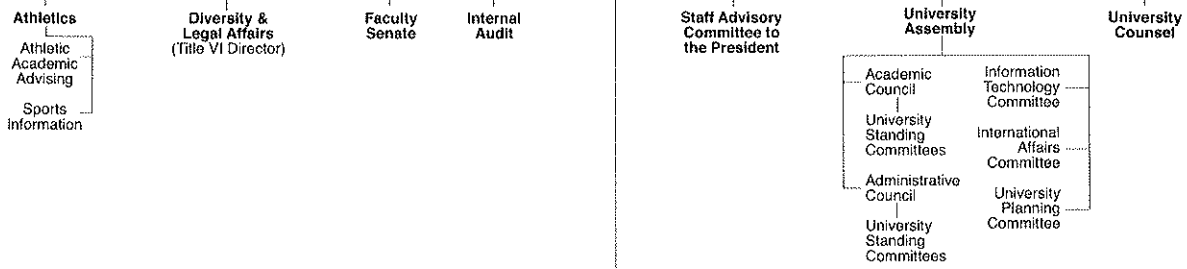 Athletics
Athletic
Academic
Advising
Sports
Information
Diversity &
Legal Affairs
(Title VI Director)
Faculty
Senate
Internal
Audit
Staff Advisory
Committee to
the President
University
Assembly
Academic
Council
University
Standing
Committees
Administrative
Council
University
Standing
Committees
Information
Technology
Committee
International
Affairs
Committee
University
Planning
Committee
University
Counsel